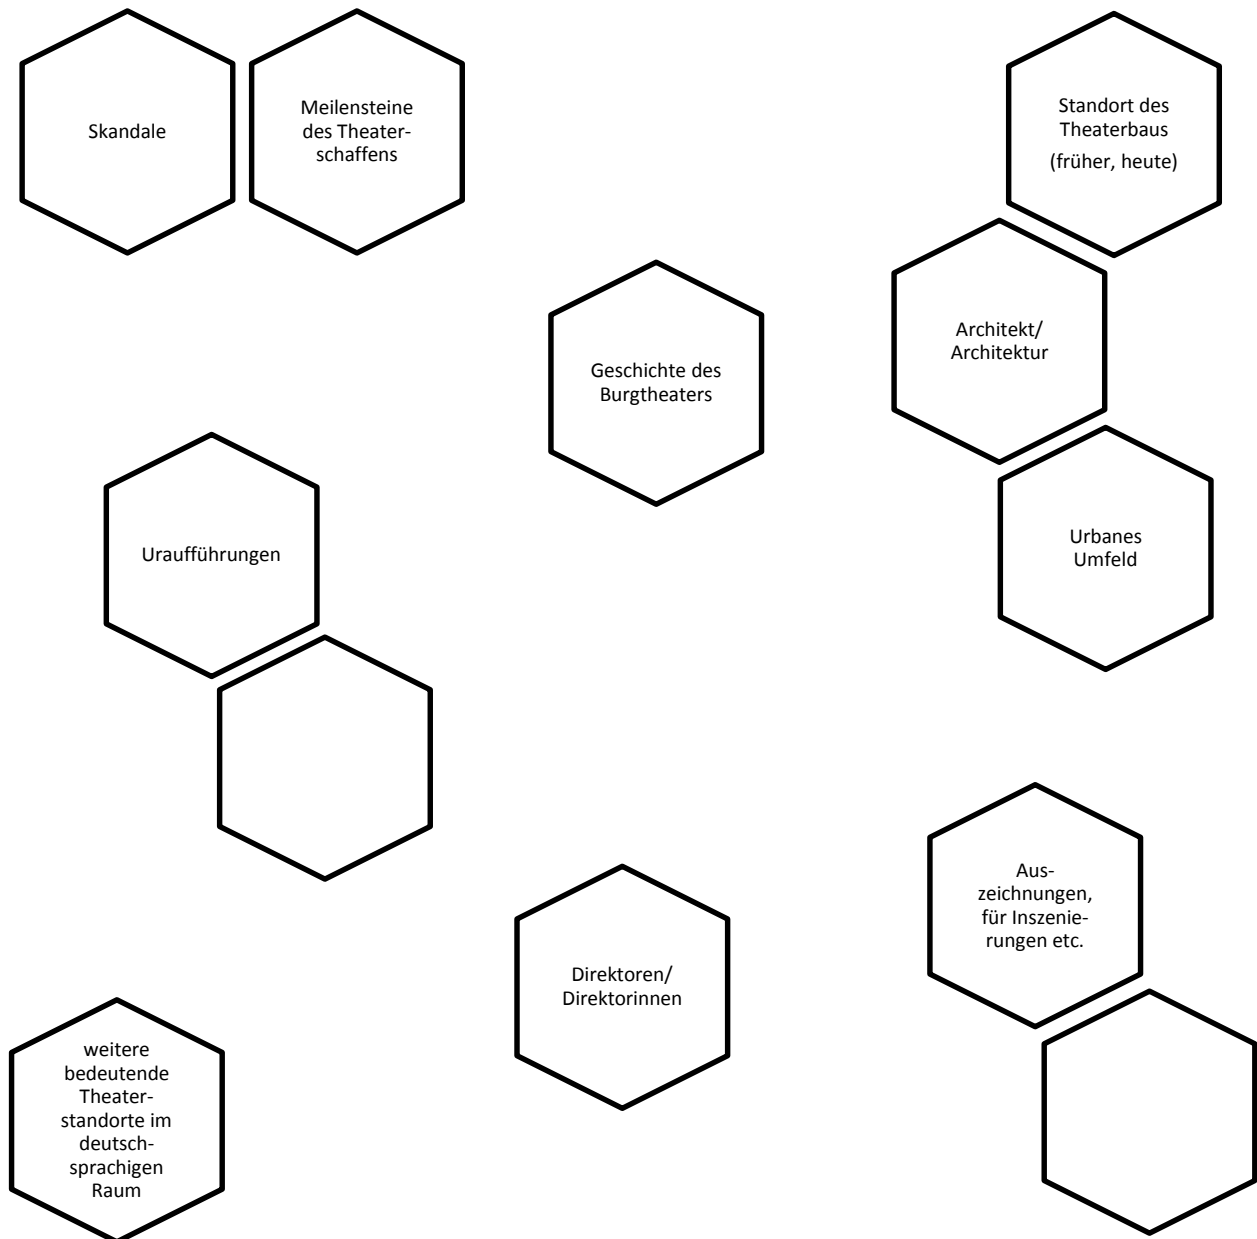 Skandale
Meilensteine
des Theater-
schaffens
Standort des
Theaterbaus
(früher, heute)
Geschichte des
Burgtheaters
Architekt/
Architektur
Uraufführungen
Urbanes
Umfeld
Aus-
zeichnungen,
für Inszenie-
rungen etc.
Direktoren/
Direktorinnen
weitere
bedeutende
Theater-
standorte im
deutsch-
sprachigen
Raum